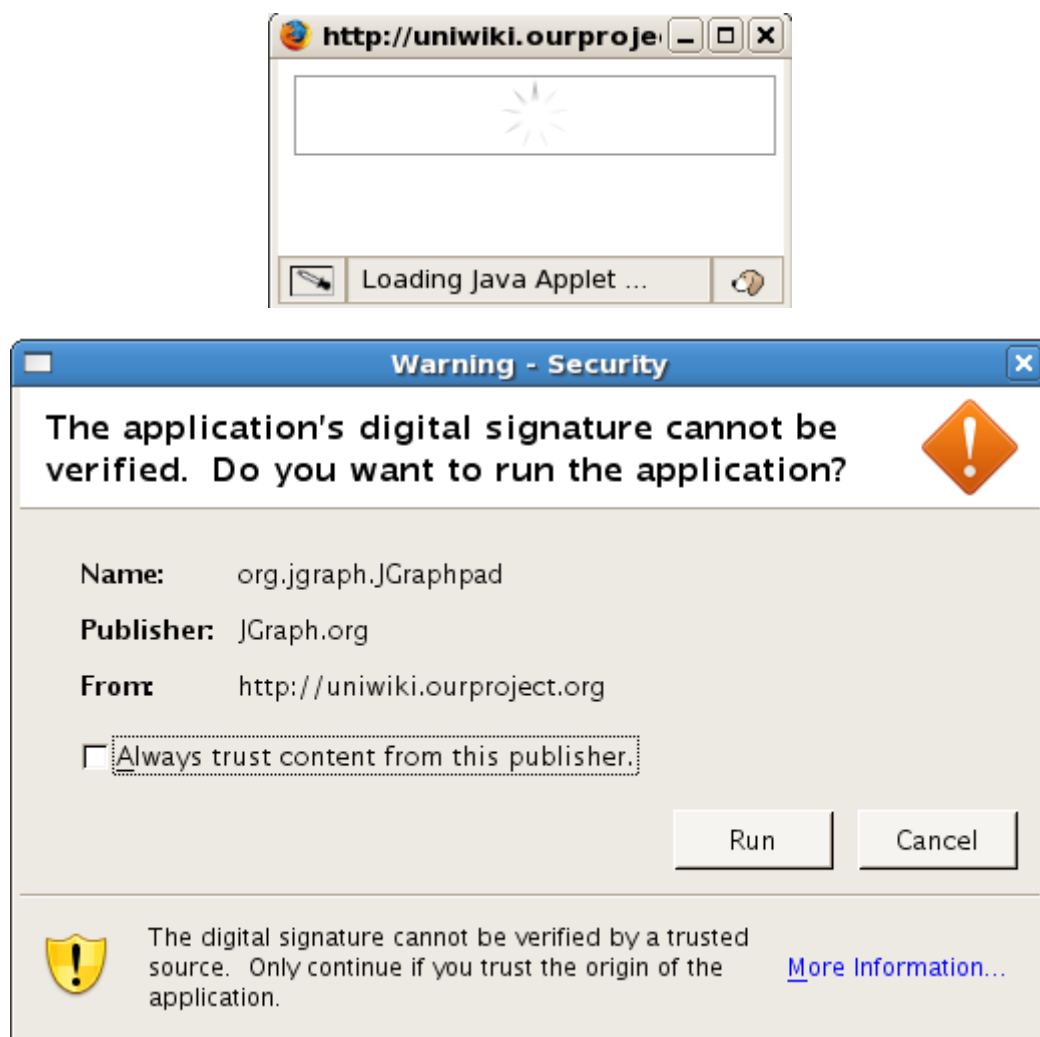 http://uniwiki.ourproje
Loading Java Applet ...
Warning - Security
The application's digital signature cannot be
verified. Do you want to run the application?
Name: org.jgraph.JGraphpad
Publisher: JGraph.org
From: http://uniwiki.ourproject.org
Always trust content from this publisher.
Run Cancel
The digital signature cannot be verified by a trusted
source. Only continue if you trust the origin of the
application.
More Information...